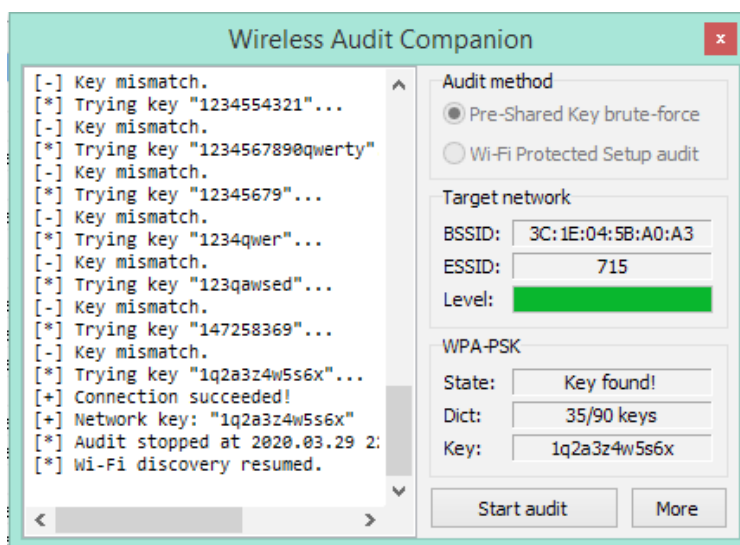 Wireless Audit Companion
x
[-] Key mismatch.
[*] Trying key "1234554321"...
[-] Key mismatch.
[*] Trying key "1234567890qwerty"
[-] Key mismatch.
[*] Trying key "12345679"...
[-] Key mismatch.
[*] Trying key "1234qwer"...
[-] Key mismatch.
[*] Trying key "123qawsed"...
[-] Key mismatch.
[*] Trying key "147258369"...
[-] Key mismatch.
[*] Trying key "1q2a3z4w5s6x"...
[+] Connection succeeded!
[+] Network key: "1q2a3z4w5s6x"
[*] Audit stopped at 2020.03.29 22:
[*] Wi-Fi discovery resumed.
Audit method
Pre-Shared Key brute-force
Wi-Fi Protected Setup audit
Target network
BSSID: 3C:1E:04:5B:A0:A3
ESSID: 715
Level:
WPA-PSK
State: Key found!
Dict: 35/90 keys
Key: 1q2a3z4w5s6x
Start audit More